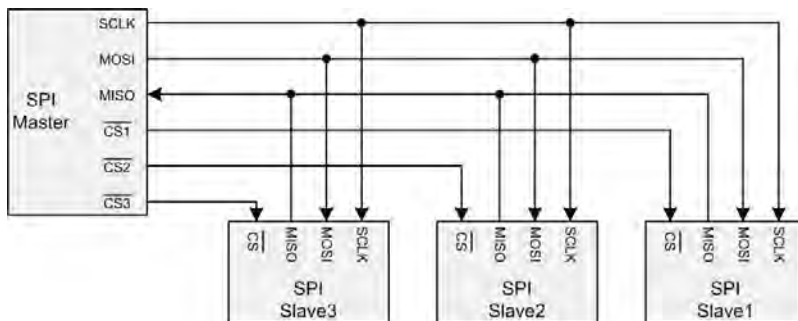 SCLK
MOSI
MISO
SPI
Master
CS1
CS2
CS3
CS
MISO
MOSI
SCLK
SPI
Slave3
CS
MISO
MOSI
SCLK
SPI
Slave2
CS
MISO
MOSI
SCLK
SPI
Slave1